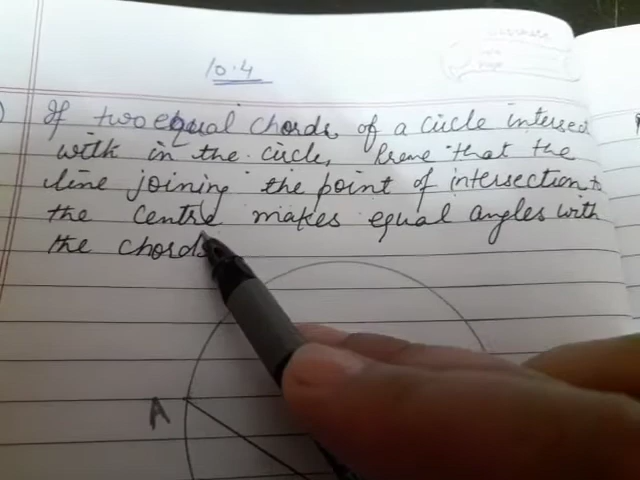 10.4
If two equal chords of a circle intersect
with in the circle, Prove that the
line joining the point of intersection to
the centre makes equal angles with
the chords
A